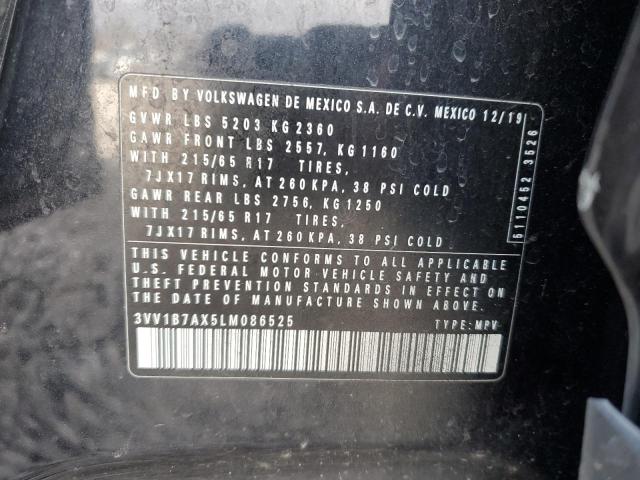 MFD BY VOLKSWAGEN DE MEXICO S.A. DE C.V. MEXICO 12/19
GVWR LBS 5203 KG 2360
GAWR FRONT LBS 2557, KG 1160
WITH 215/65 R17 TIRES,
7JX17 RIMS, AT 260 KPA, 38 PSI COLD
GAWR REAR LBS 2756, KG 1250
WITH 215/65 R17 TIRES,
7JX17 RIMS, AT 260 KPA, 38 PSI COLD
THIS VEHICLE CONFORMS TO ALL APPLICABLE
U.S. FEDERAL MOTOR VEHICLE SAFETY AND
THEFT PREVENTION STANDARDS IN EFFECT ON THE
DATE OF MANUFACTURE SHOWN ABOVE.
3VV1B7AX5LM086525 TYPE: MPV
5110452 3526